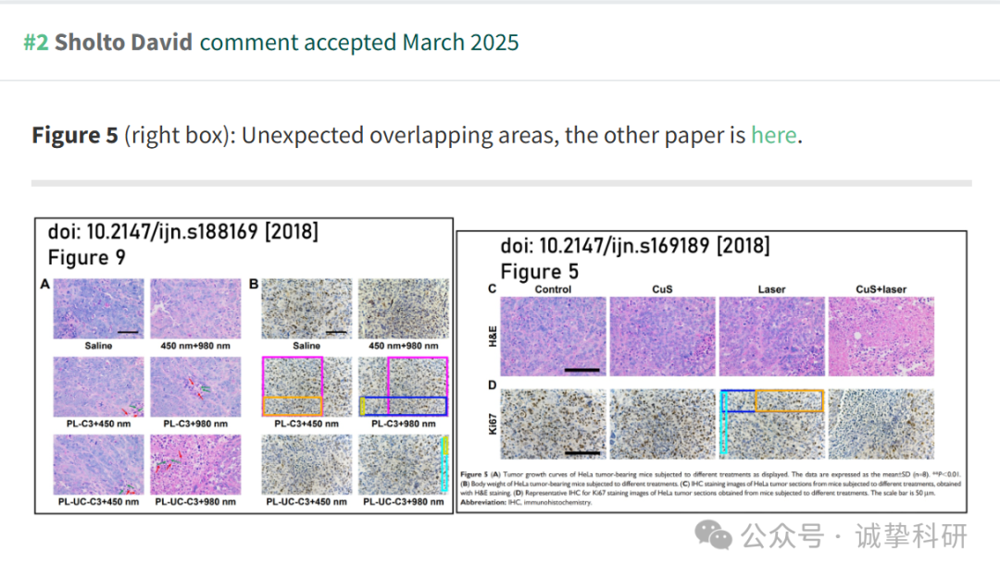 #2 Sholto David comment accepted March 2025
Figure 5 (right box): Unexpected overlapping areas, the other paper is here.
doi: 10.2147/ijn.s188169 [2018]
Figure 9
A
B
Saline
450 nm+980 nm
Saline
450 nm+980 nm
PL-C3+450 nm
PL-C3+980 nm
PL-C3+450 nm
PL-C3+980 nm
PL-UC-C3+450 nm
PL-UC-C3+980 nm
PL-UC-C3+450 nm
PL-UC-C3+980 nm
doi: 10.2147/ijn.s169189 [2018]
Figure 5
C
Control
CuS
Laser
CuS+laser
H&E
D
Ki67
Figure 5 (A) Tumor growth curves of HeLa tumor-bearing mice subjected to different treatments as displayed. The data are expressed as the mean±SD (n=8). **P<0.01.
(B) Body weight of HeLa tumor-bearing mice subjected to different treatments. (C) IHC staining images of HeLa tumor sections from mice subjected to different treatments, obtained
with H&E staining. (D) Representative IHC for Ki67 staining images of HeLa tumor sections obtained from mice subjected to different treatments. The scale bar is 50 μm.
Abbreviation: IHC, immunohistochemistry.
公众号 · 诚挚科研